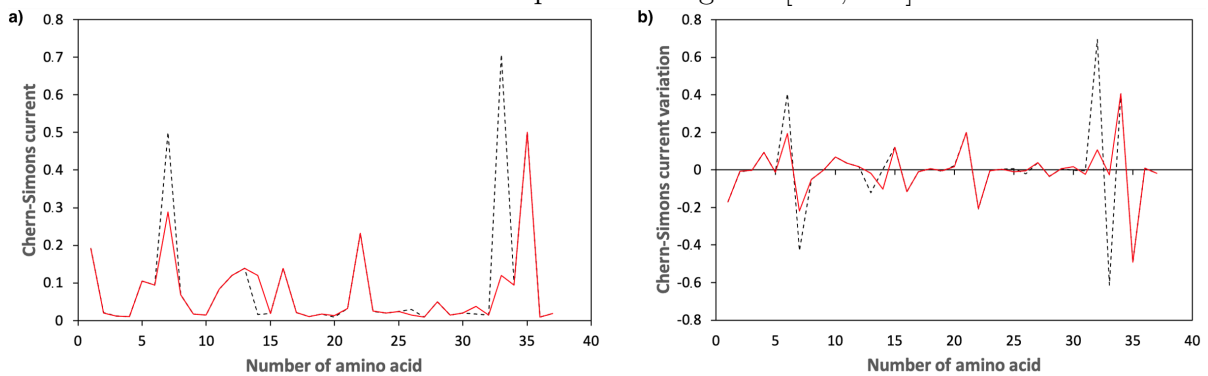 a)
Chern-Simons current
0.8
0.7
0.6
0.5
0.4
0.3
0.2
0.1
0
0 5 10 15 20 25 30 35 40
Number of amino acid
b)
Chern-Simons current variation
0.8
0.6
0.4
0.2
0
-0.2
-0.4
-0.6
-0.8
0 5 10 15 20 25 30 35 40
Number of amino acid